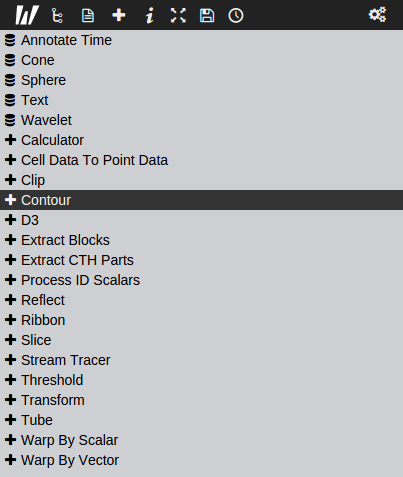 Annotate Time
Cone
Sphere
Text
Wavelet
Calculator
Cell Data To Point Data
Clip
Contour
D3
Extract Blocks
Extract CTH Parts
Process ID Scalars
Reflect
Ribbon
Slice
Stream Tracer
Threshold
Transform
Tube
Warp By Scalar
Warp By Vector